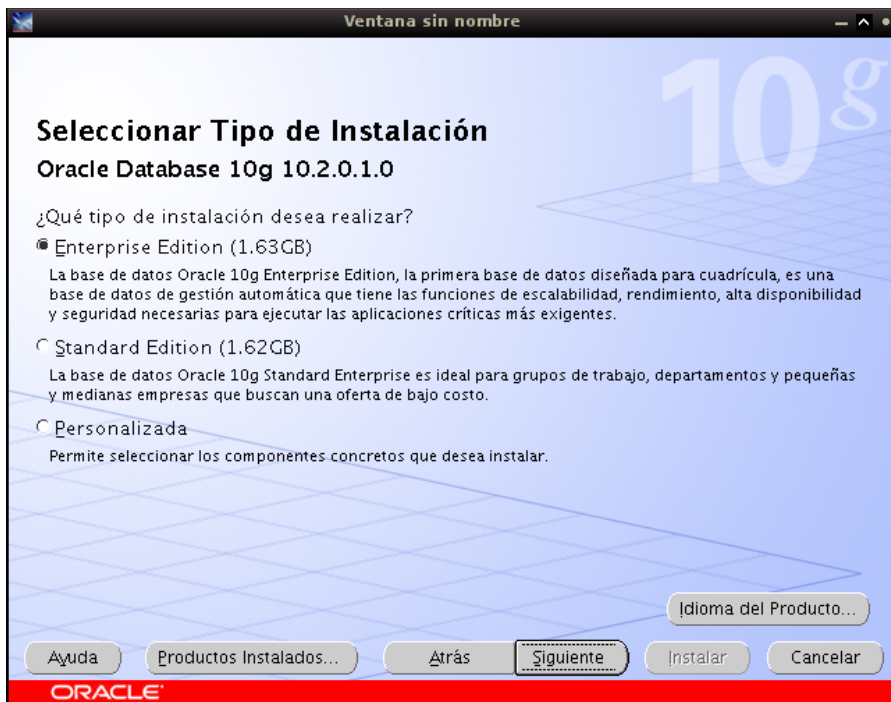 Ventana sin nombre
10g
Seleccionar Tipo de Instalación
Oracle Database 10g 10.2.0.1.0
¿Qué tipo de instalación desea realizar?
Enterprise Edition (1.63GB)
La base de datos Oracle 10g Enterprise Edition, la primera base de datos diseñada para cuadrícula, es una
base de datos de gestión automática que tiene las funciones de escalabilidad, rendimiento, alta disponibilidad
y seguridad necesarias para ejecutar las aplicaciones críticas más exigentes.
Standard Edition (1.62GB)
La base de datos Oracle 10g Standard Enterprise es ideal para grupos de trabajo, departamentos y pequeñas
y medianas empresas que buscan una oferta de bajo costo.
Personalizada
Permite seleccionar los componentes concretos que desea instalar.
Idioma del Producto...
Ayuda Productos Instalados... Atrás Siguiente Instalar Cancelar
ORACLE